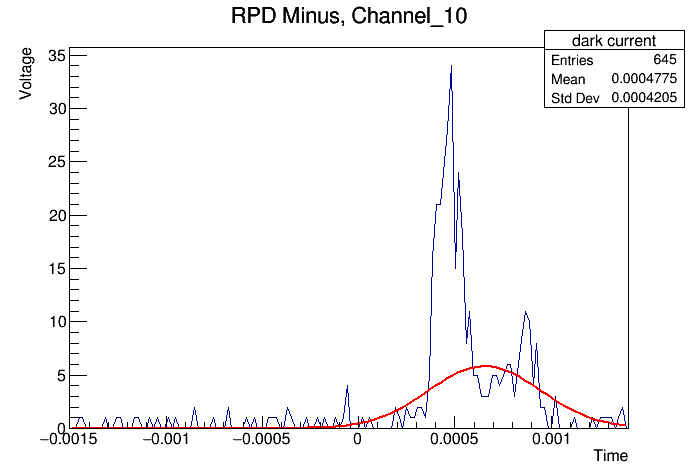 RPD Minus, Channel_10
dark current
Entries 645
Mean 0.0004775
Std Dev 0.0004205
Voltage
35
30
25
20
15
10
5
0
−0.0015 −0.001 −0.0005 0 0.0005 0.001
Time